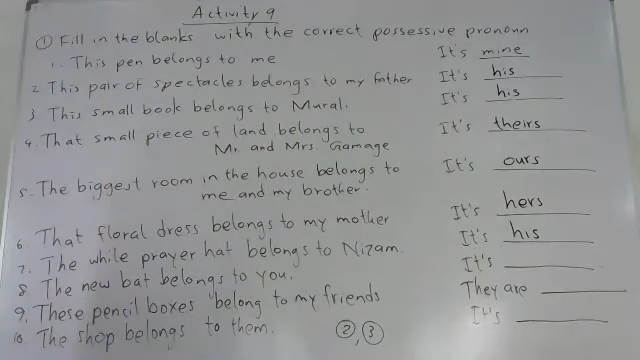 Activity 9
① Fill in the blanks with the correct possessive pronoun
1. This pen belongs to me It's mine
2. This pair of spectacles belongs to my father It's his
3. This small book belongs to Mural. It's his
4. That small piece of land belongs to It's theirs
Mr. and Mrs. Gamage
5. The biggest room in the house belongs to It's ours
me and my brother.
6. That floral dress belongs to my mother It's hers
7. The while prayer hat belongs to Nizam. It's his
8. The new bat belongs to you. It's
9. These pencil boxes belong to my friends They are
10. The shop belongs to them. It's
②, ③